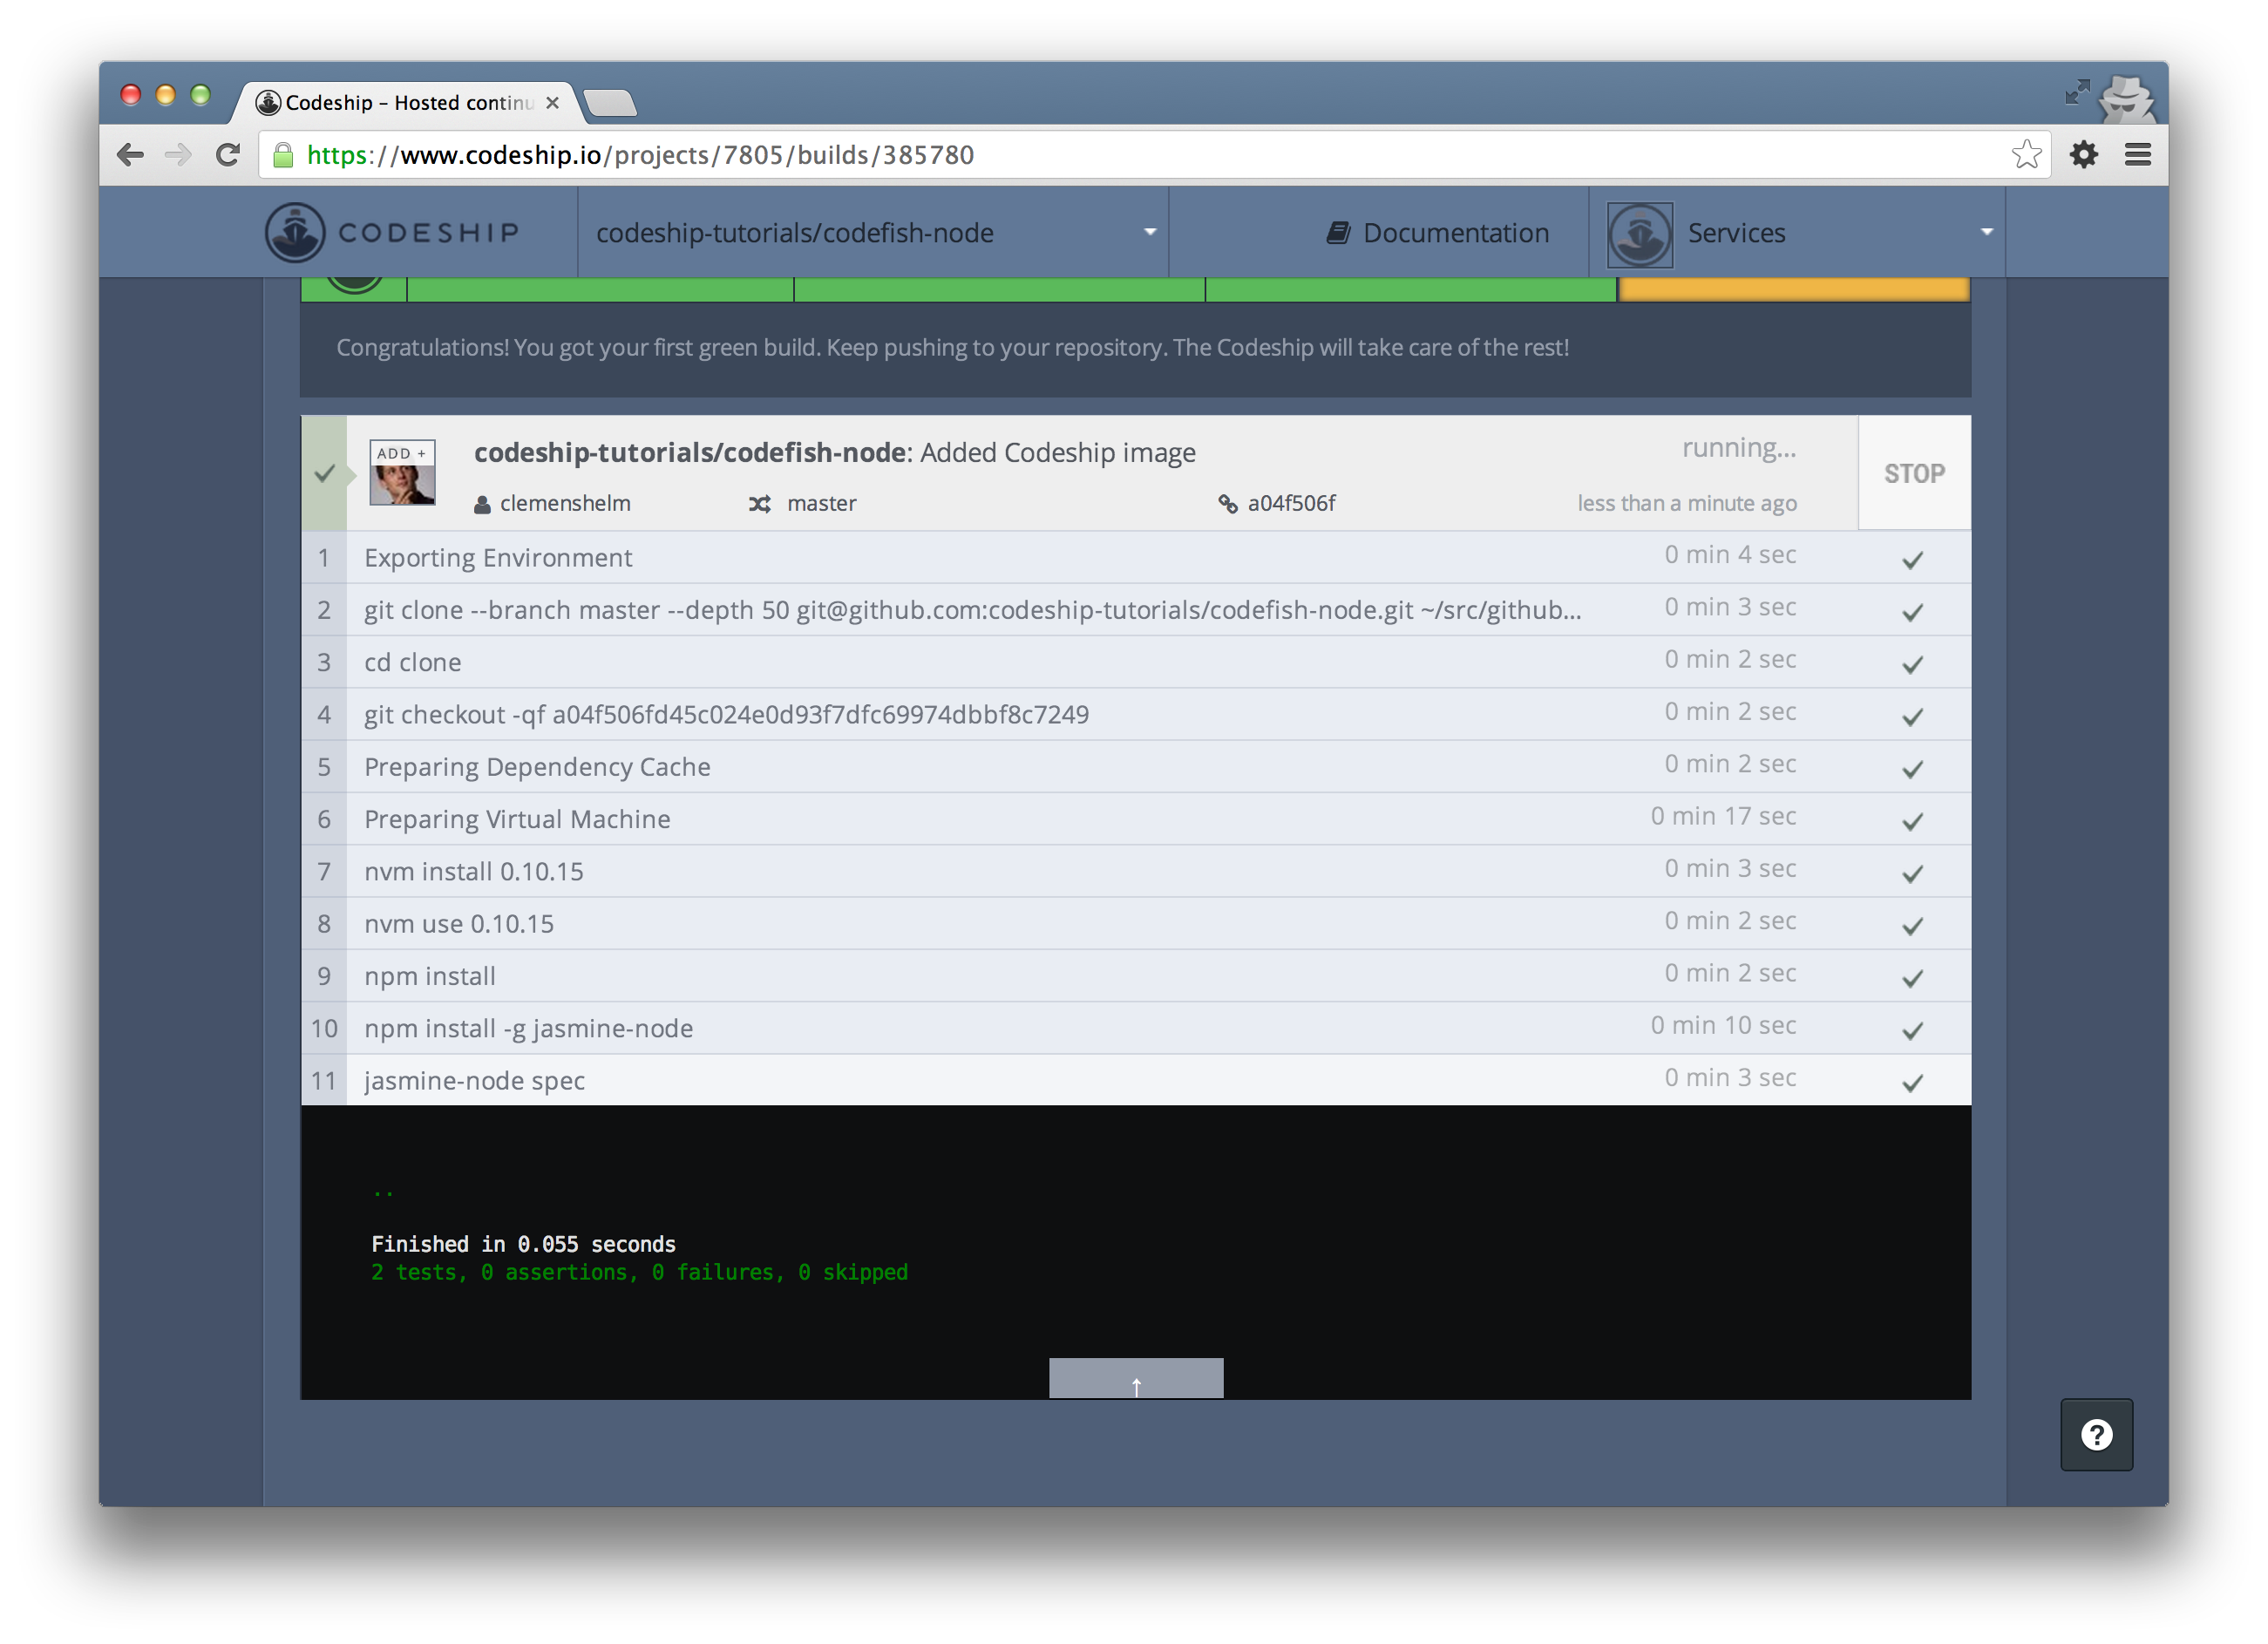 Codeship – Hosted continu
https://www.codeship.io/projects/7805/builds/385780
CODESHIP codeship-tutorials/codefish-node Documentation Services
Congratulations! You got your first green build. Keep pushing to your repository. The Codeship will take care of the rest!
ADD + codeship-tutorials/codefish-node: Added Codeship image running... STOP
clemenshelm master a04f506f less than a minute ago
1 Exporting Environment 0 min 4 sec
2 git clone --branch master --depth 50 git@github.com:codeship-tutorials/codefish-node.git ~/src/github... 0 min 3 sec
3 cd clone 0 min 2 sec
4 git checkout -qf a04f506fd45c024e0d93f7dfc69974dbbf8c7249 0 min 2 sec
5 Preparing Dependency Cache 0 min 2 sec
6 Preparing Virtual Machine 0 min 17 sec
7 nvm install 0.10.15 0 min 3 sec
8 nvm use 0.10.15 0 min 2 sec
9 npm install 0 min 2 sec
10 npm install -g jasmine-node 0 min 10 sec
11 jasmine-node spec 0 min 3 sec
..
Finished in 0.055 seconds
2 tests, 0 assertions, 0 failures, 0 skipped
↑
?